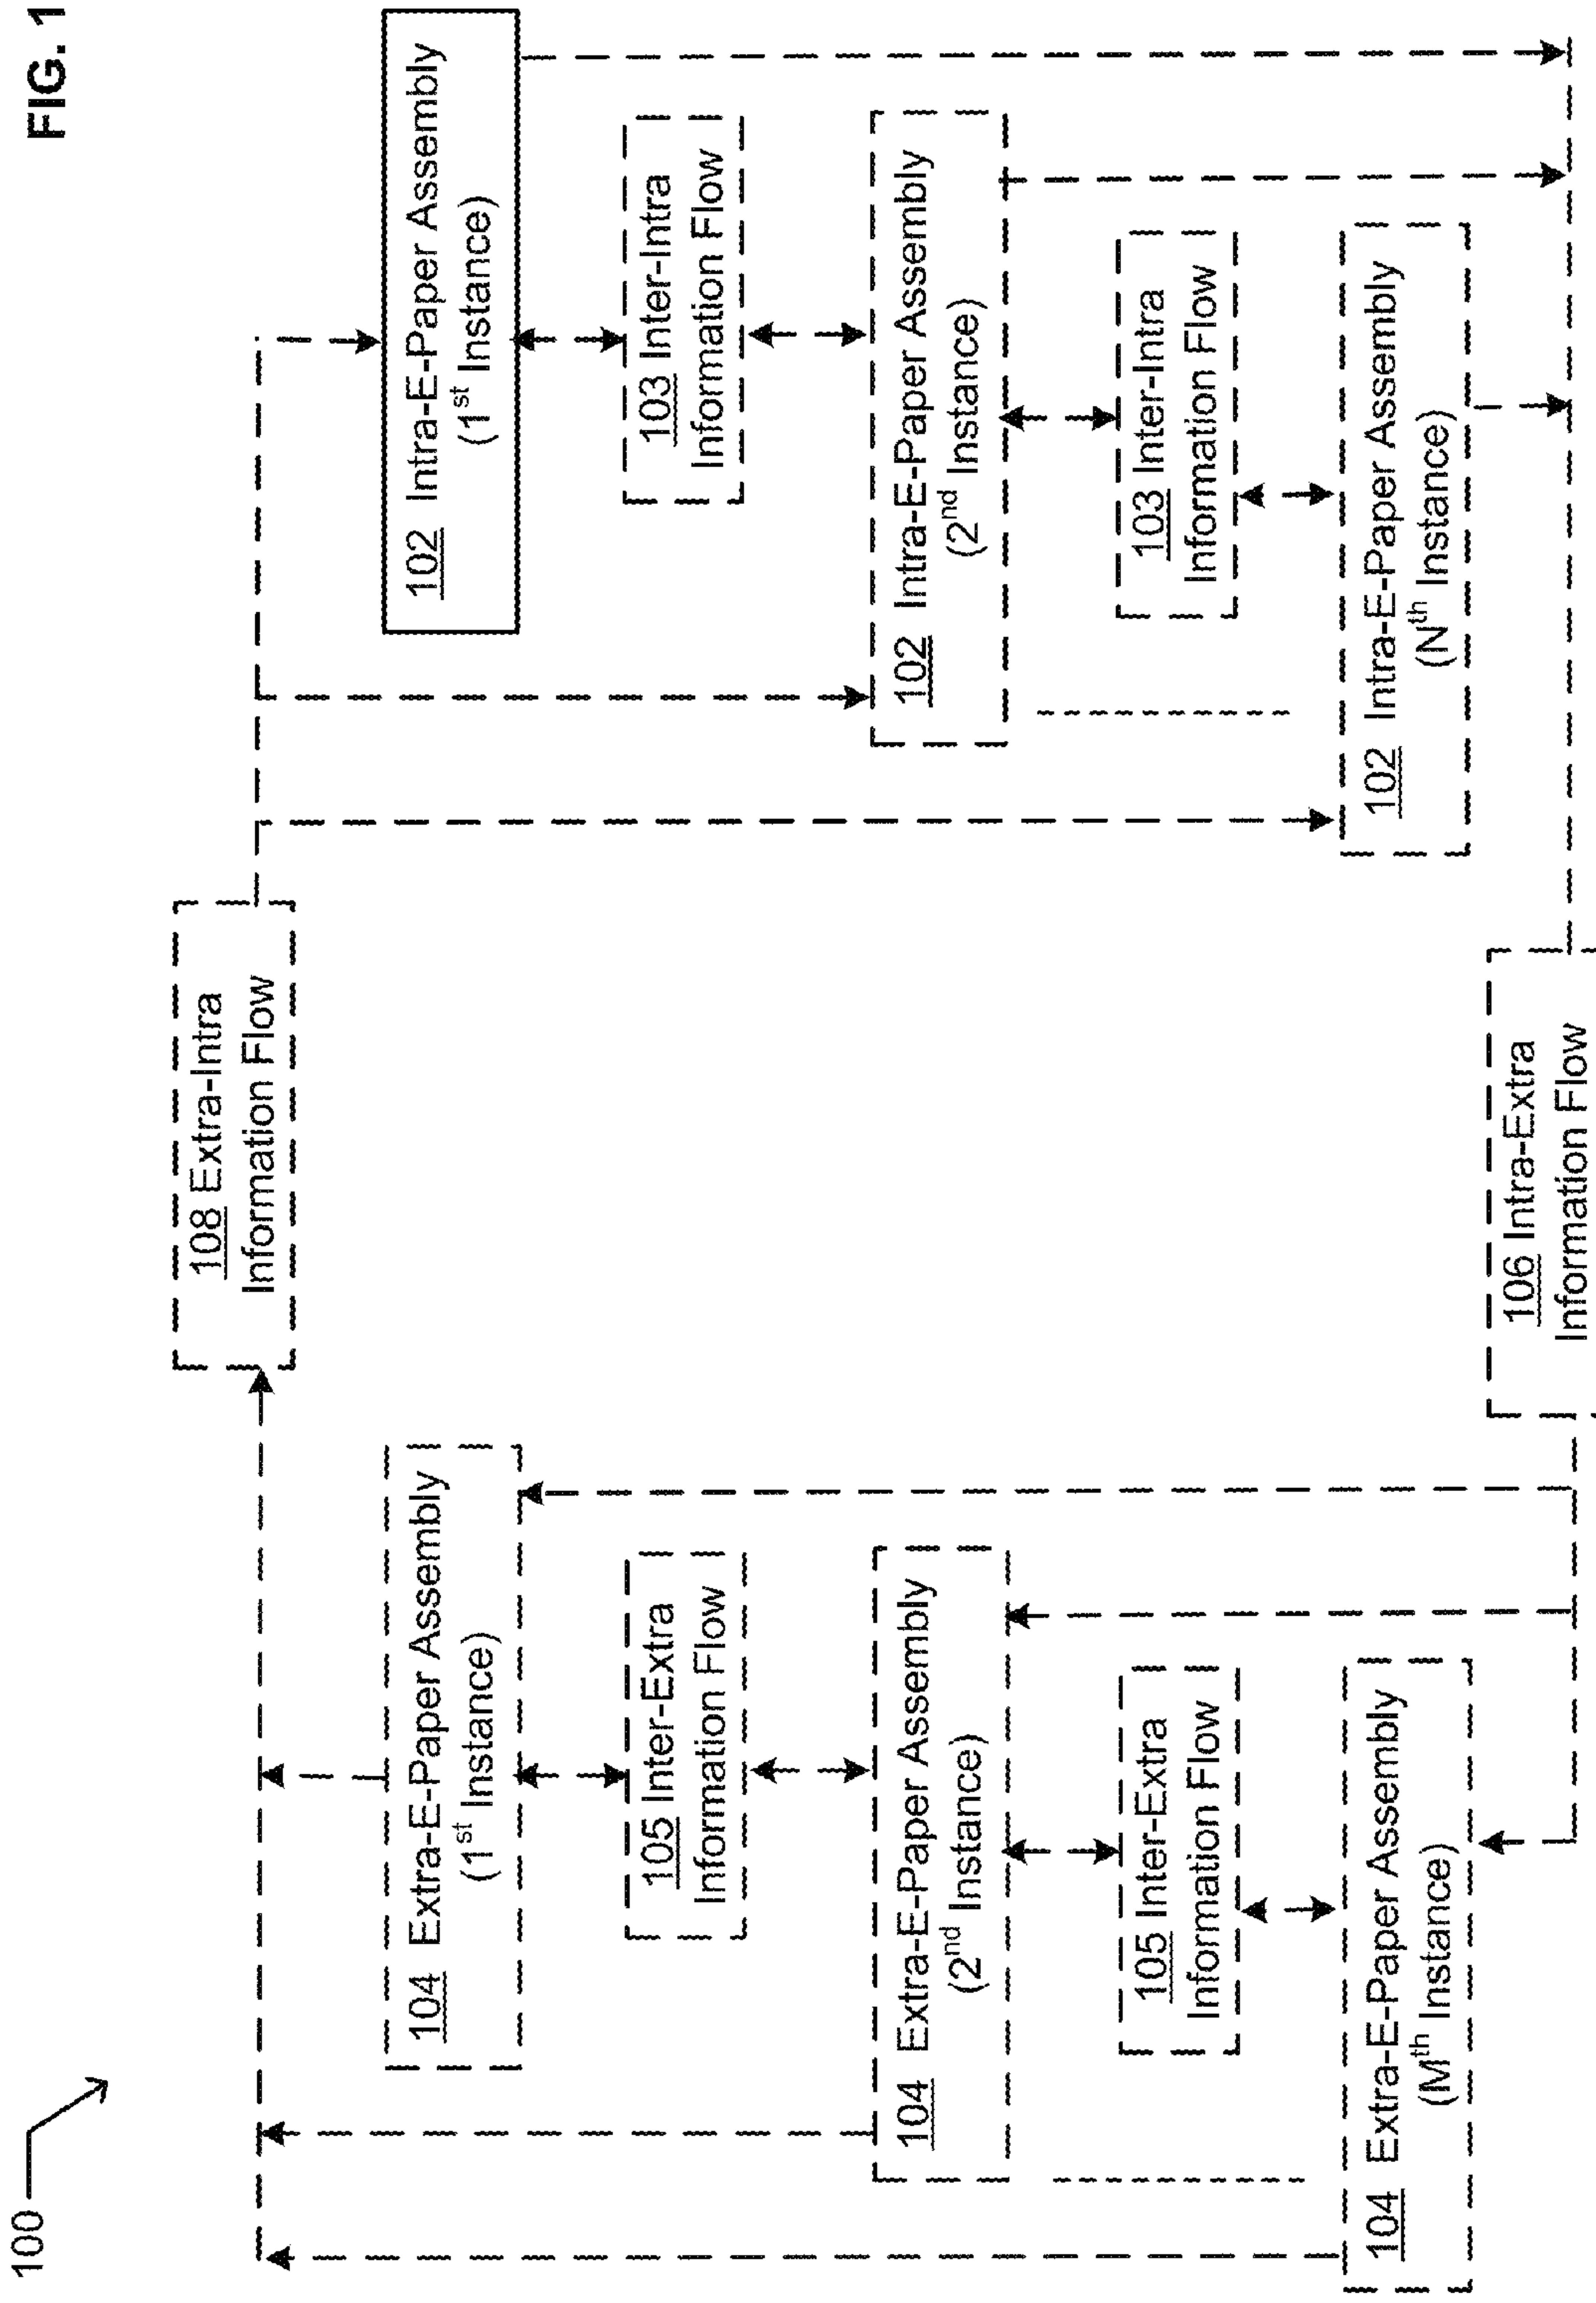 FIG. 1
100
108 Extra-Intra
Information Flow
104 Extra-E-Paper Assembly
(1st Instance)
105 Inter-Extra
Information Flow
104 Extra-E-Paper Assembly
(2nd Instance)
105 Inter-Extra
Information Flow
104 Extra-E-Paper Assembly
(Mth Instance)
102 Intra-E-Paper Assembly
(1st Instance)
103 Inter-Intra
Information Flow
102 Intra-E-Paper Assembly
(2nd Instance)
103 Inter-Intra
Information Flow
102 Intra-E-Paper Assembly
(Nth Instance)
106 Intra-Extra
Information Flow